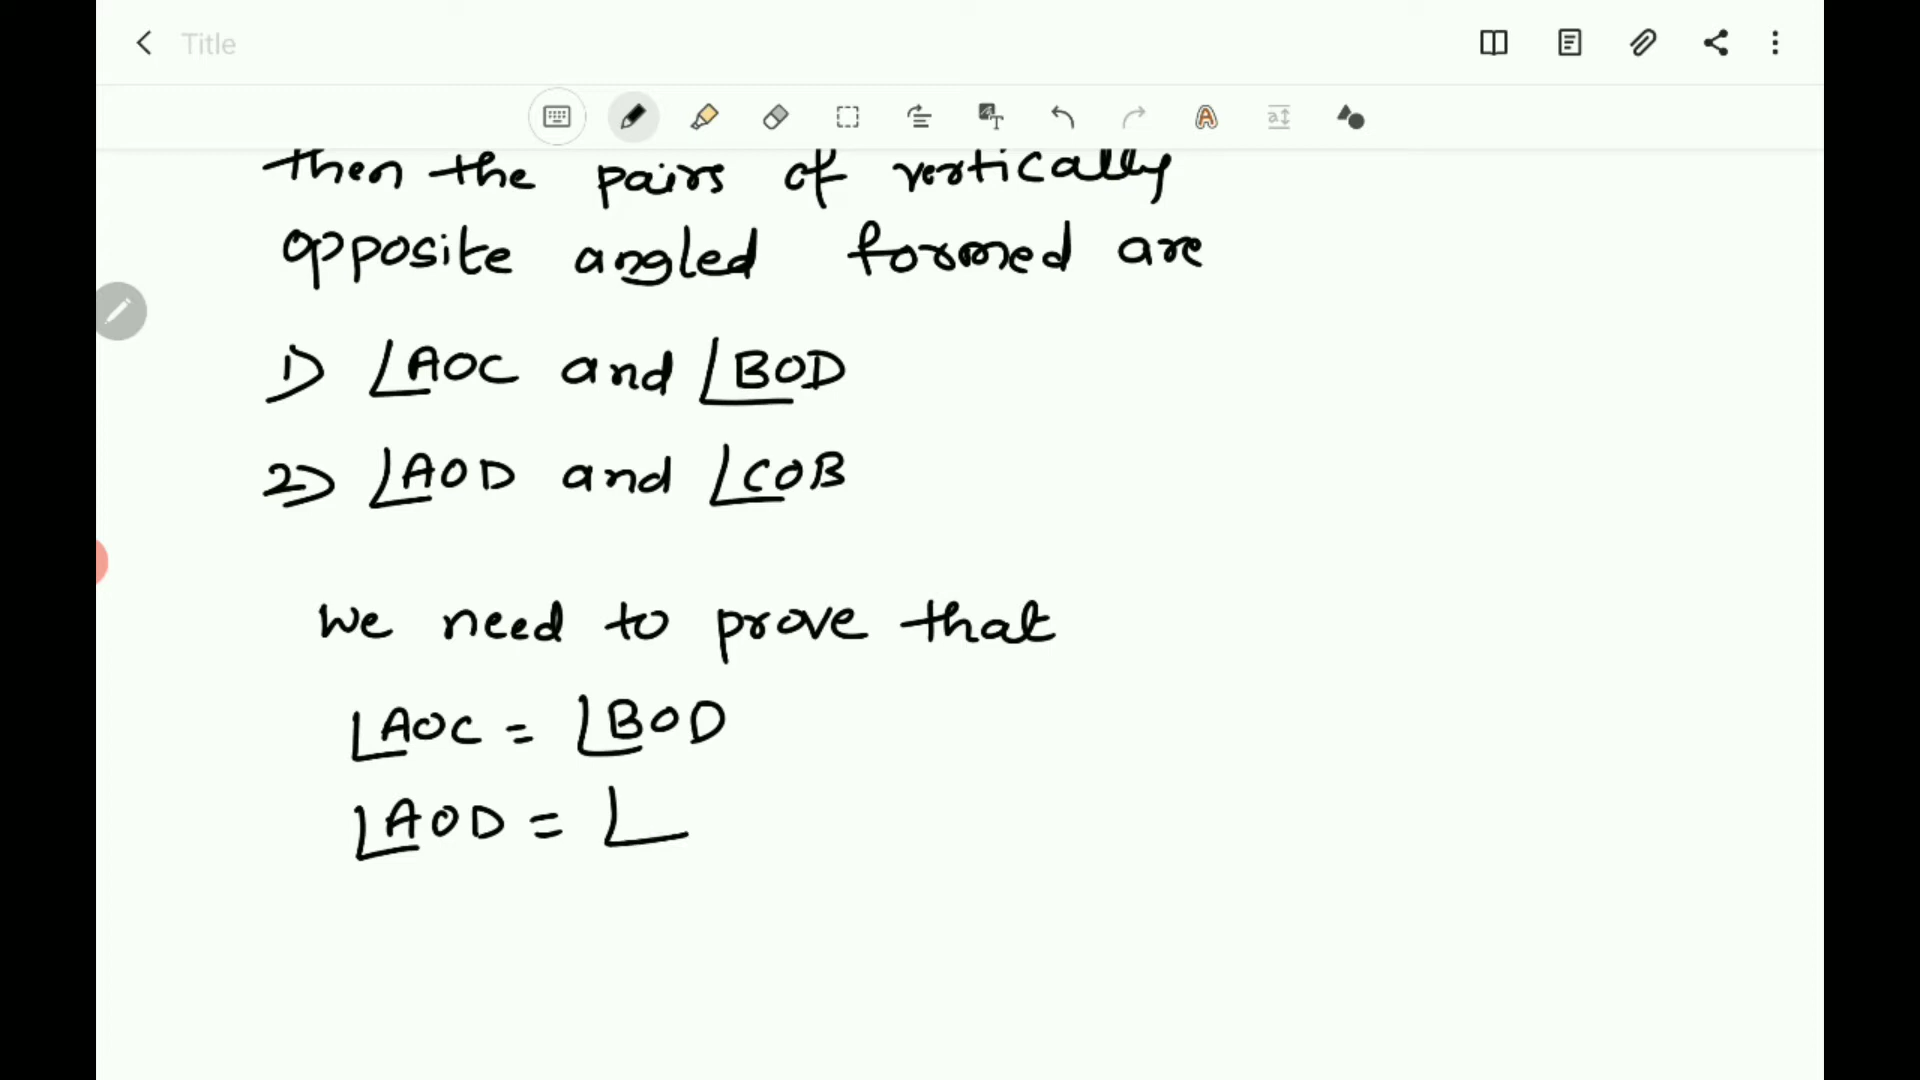 Title
then the pairs of vertically
opposite angled formed are
1) ∠AOC and ∠BOD
2) ∠AOD and ∠COB
We need to prove that
∠AOC = ∠BOD
∠AOD = ∠